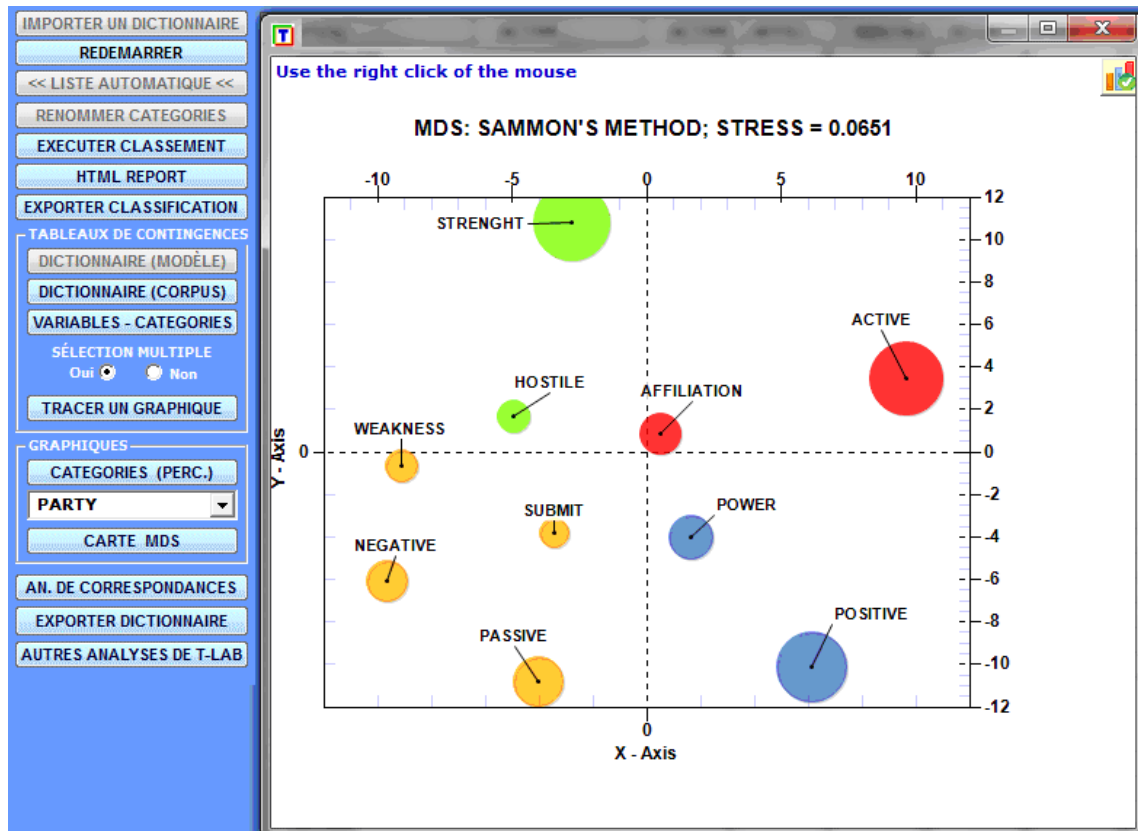 IMPORTER UN DICTIONNAIRE
REDEMARRER
<< LISTE AUTOMATIQUE <<
RENOMMER CATEGORIES
EXECUTER CLASSEMENT
HTML REPORT
EXPORTER CLASSIFICATION
TABLEAUX DE CONTINGENCES
DICTIONNAIRE (MODÈLE)
DICTIONNAIRE (CORPUS)
VARIABLES - CATEGORIES
SÉLECTION MULTIPLE
Oui Non
TRACER UN GRAPHIQUE
GRAPHIQUES
CATEGORIES (PERC.)
PARTY
CARTE MDS
AN. DE CORRESPONDANCES
EXPORTER DICTIONNAIRE
AUTRES ANALYSES DE T-LAB
T
Use the right click of the mouse
MDS: SAMMON'S METHOD; STRESS = 0.0651
-10 -5 0 5 10
12
STRENGHT
10
8
ACTIVE
6
4
HOSTILE
AFFILIATION
2
WEAKNESS
0
0
Y - Axis
-2
SUBMIT
POWER
-4
NEGATIVE
-6
POSITIVE
-8
PASSIVE
-10
-12
0
X - Axis